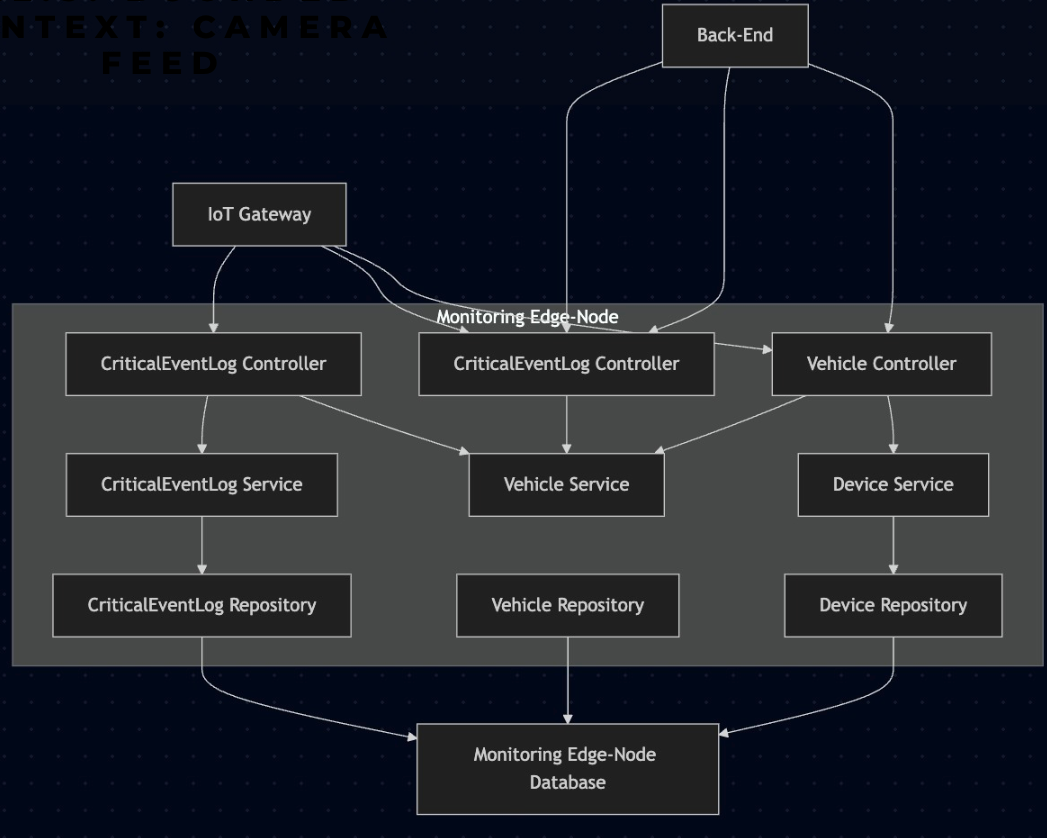 NTEXT: CAMERA
FEED
Back-End
IoT Gateway
Monitoring Edge-Node
CriticalEventLog Controller
CriticalEventLog Controller
Vehicle Controller
CriticalEventLog Service
Vehicle Service
Device Service
CriticalEventLog Repository
Vehicle Repository
Device Repository
Monitoring Edge-Node
Database